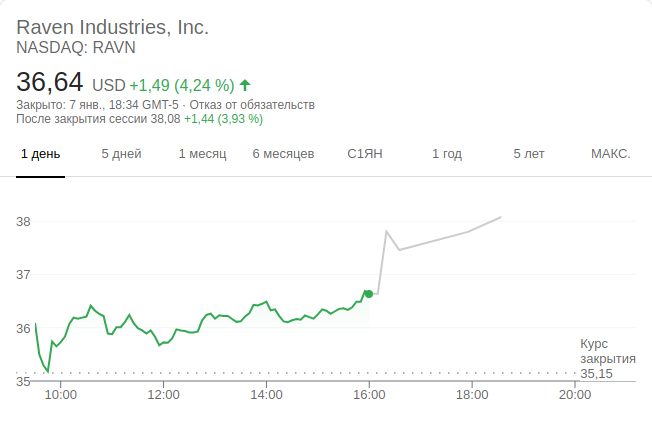 Raven Industries, Inc.
NASDAQ: RAVN
36,64 USD +1,49 (4,24 %)
Закрыто: 7 янв., 18:34 GMT-5 · Отказ от обязательств
После закрытия сессии 38,08 +1,44 (3,93 %)
1 день 5 дней 1 месяц 6 месяцев С1ЯН 1 год 5 лет МАКС.
38
37
36
Курс
закрытия
35,15
35
10:00 12:00 14:00 16:00 18:00 20:00